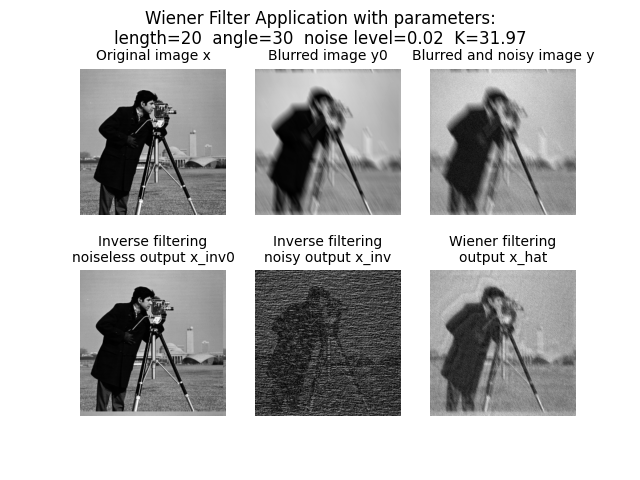 Wiener Filter Application with parameters:
length=20 angle=30 noise level=0.02 K=31.97
Original image x
Blurred image y0
Blurred and noisy image y
Inverse filtering
noiseless output x_inv0
Inverse filtering
noisy output x_inv
Wiener filtering
output x_hat